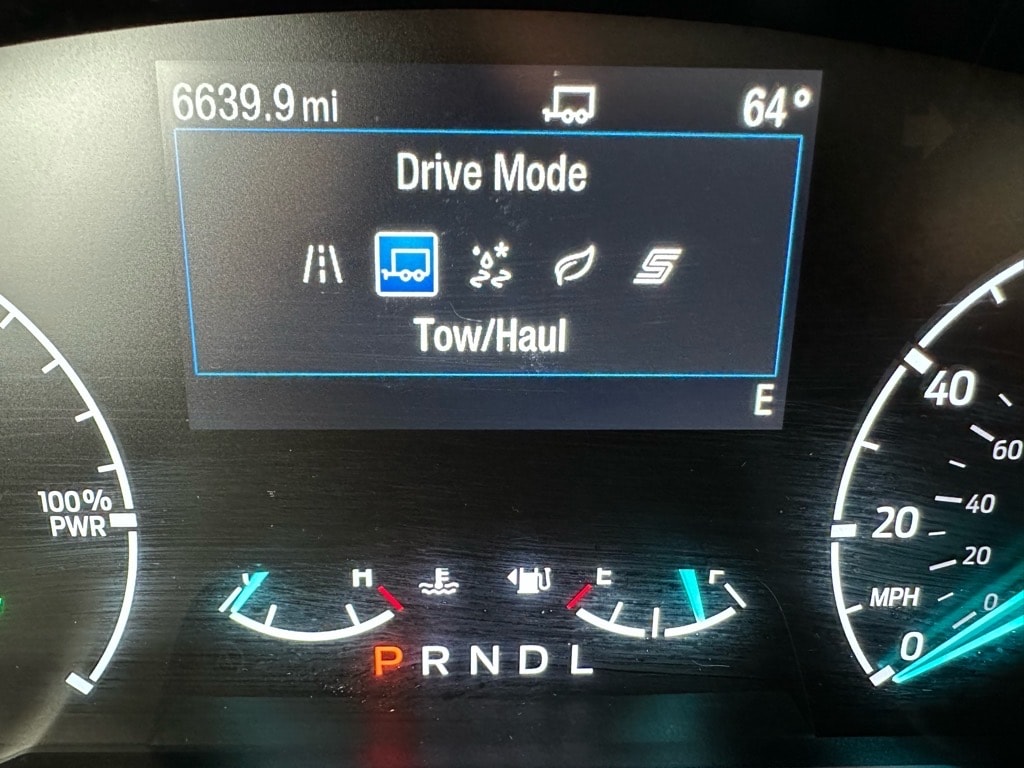 6639.9 mi 64°
Drive Mode
Tow/Haul
E
40
60
100%
PWR
20
40
20
H E F
MPH
0
0
P R N D L